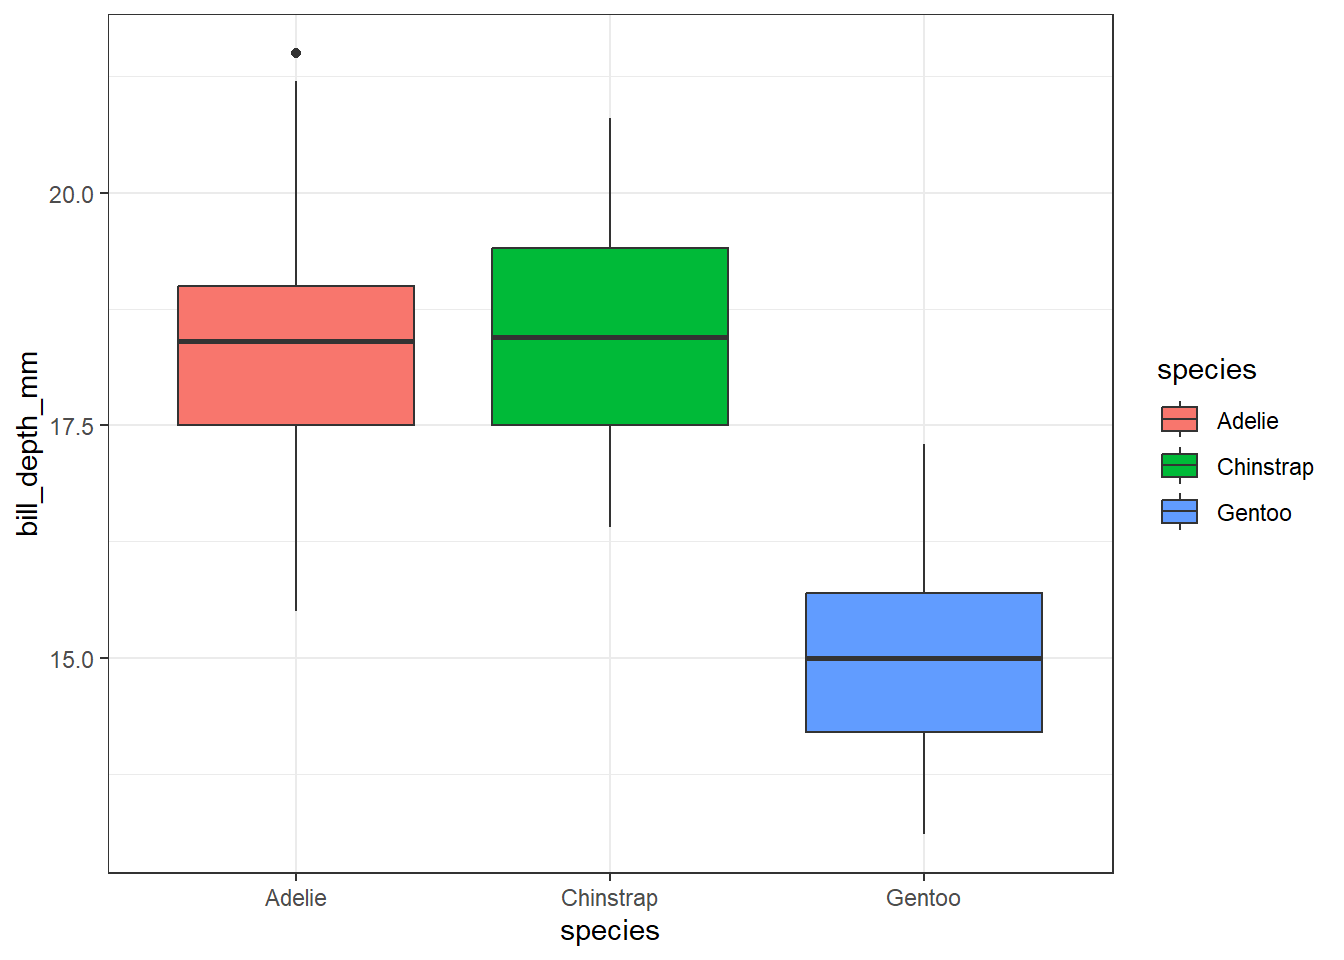 bill_depth_mm
20.0
17.5
15.0
Adelie
Chinstrap
Gentoo
species
species
Adelie
Chinstrap
Gentoo